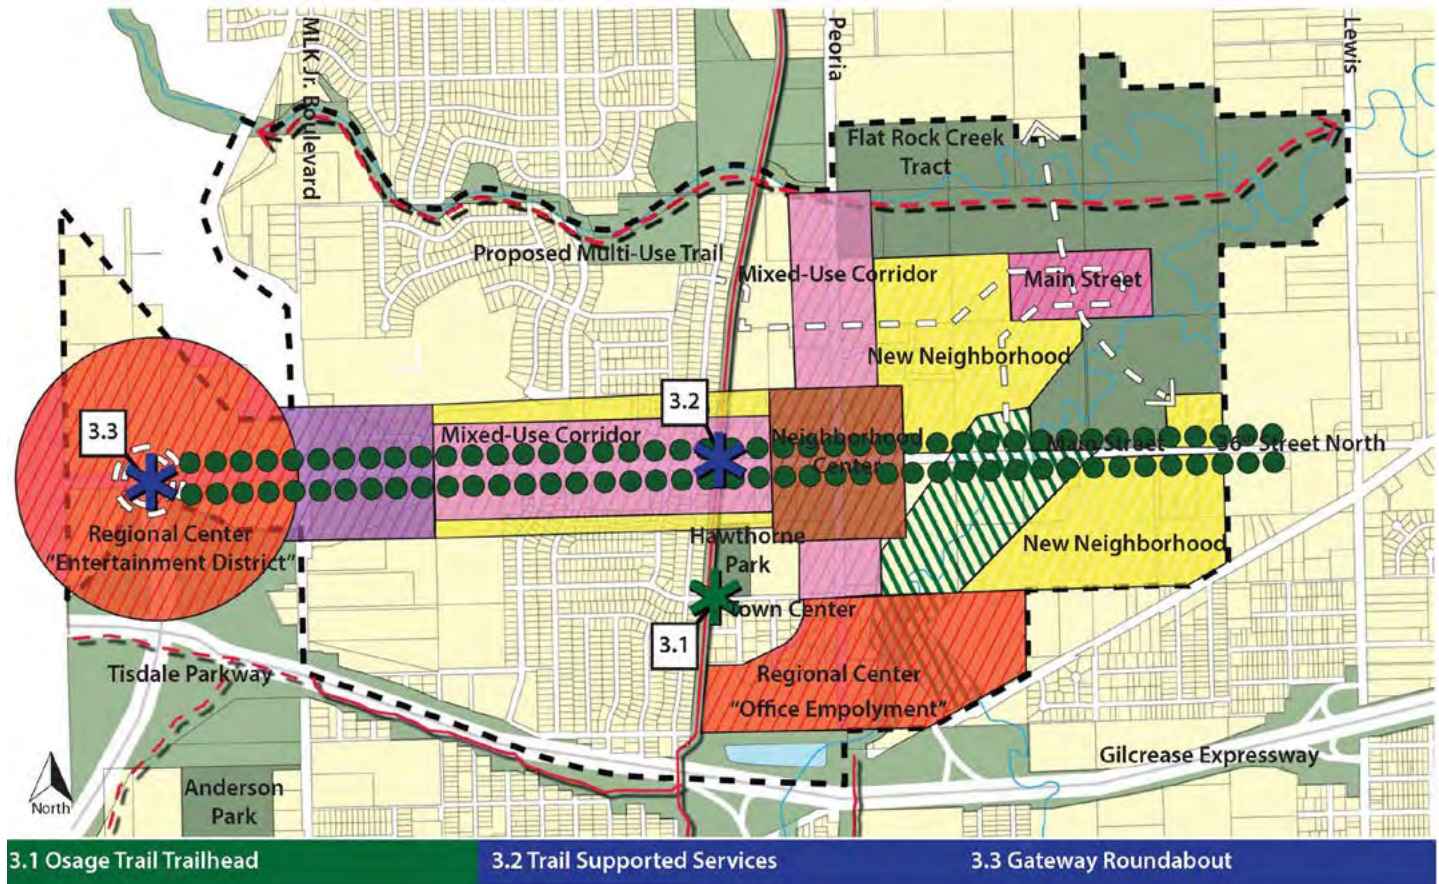 MLK Jr. Boulevard
Peoria
Lewis
Flat Rock Creek
Tract
Proposed Multi-Use Trail
Mixed-Use Corridor
Main Street
New Neighborhood
3.2
3.3
Mixed-Use Corridor
Neighborhood
Center
Main Street
36th Street North
Regional Center
"Entertainment District"
Hawthorne
Park
New Neighborhood
Town Center
3.1
Tisdale Parkway
Regional Center
"Office Empolyment"
Gilcrease Expressway
Anderson
Park
North
3.1 Osage Trail Trailhead
3.2 Trail Supported Services
3.3 Gateway Roundabout